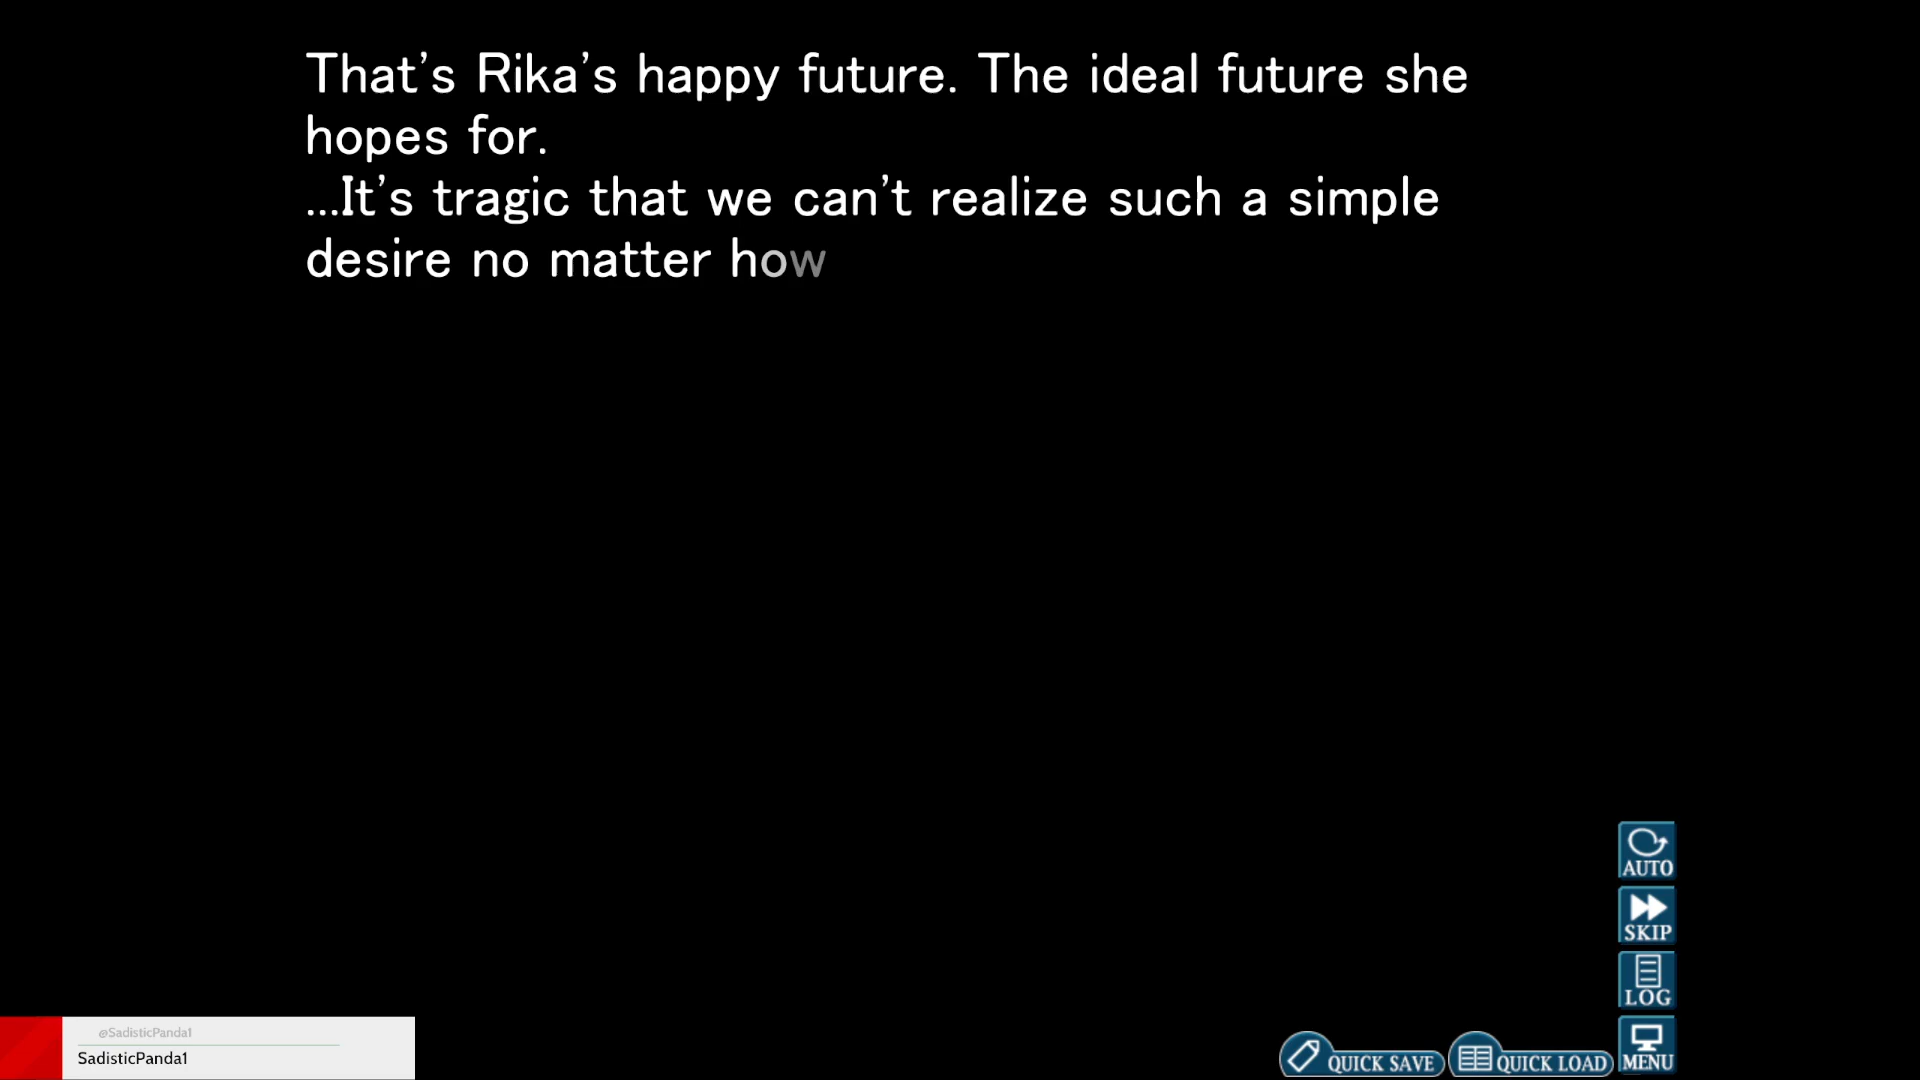 That's Rika's happy future. The ideal future she
hopes for.
...It's tragic that we can't realize such a simple
desire no matter how
AUTO
SKIP
LOG
MENU
QUICK SAVE
QUICK LOAD
@SadisticPanda1
SadisticPanda1